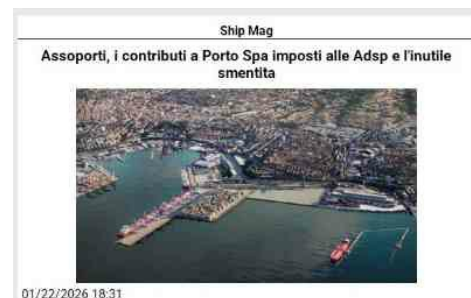 Ship Mag
Assoporti, i contributi a Porto Spa imposti alle Adsp e l'inutile
smentita
01/22/2026 18:31